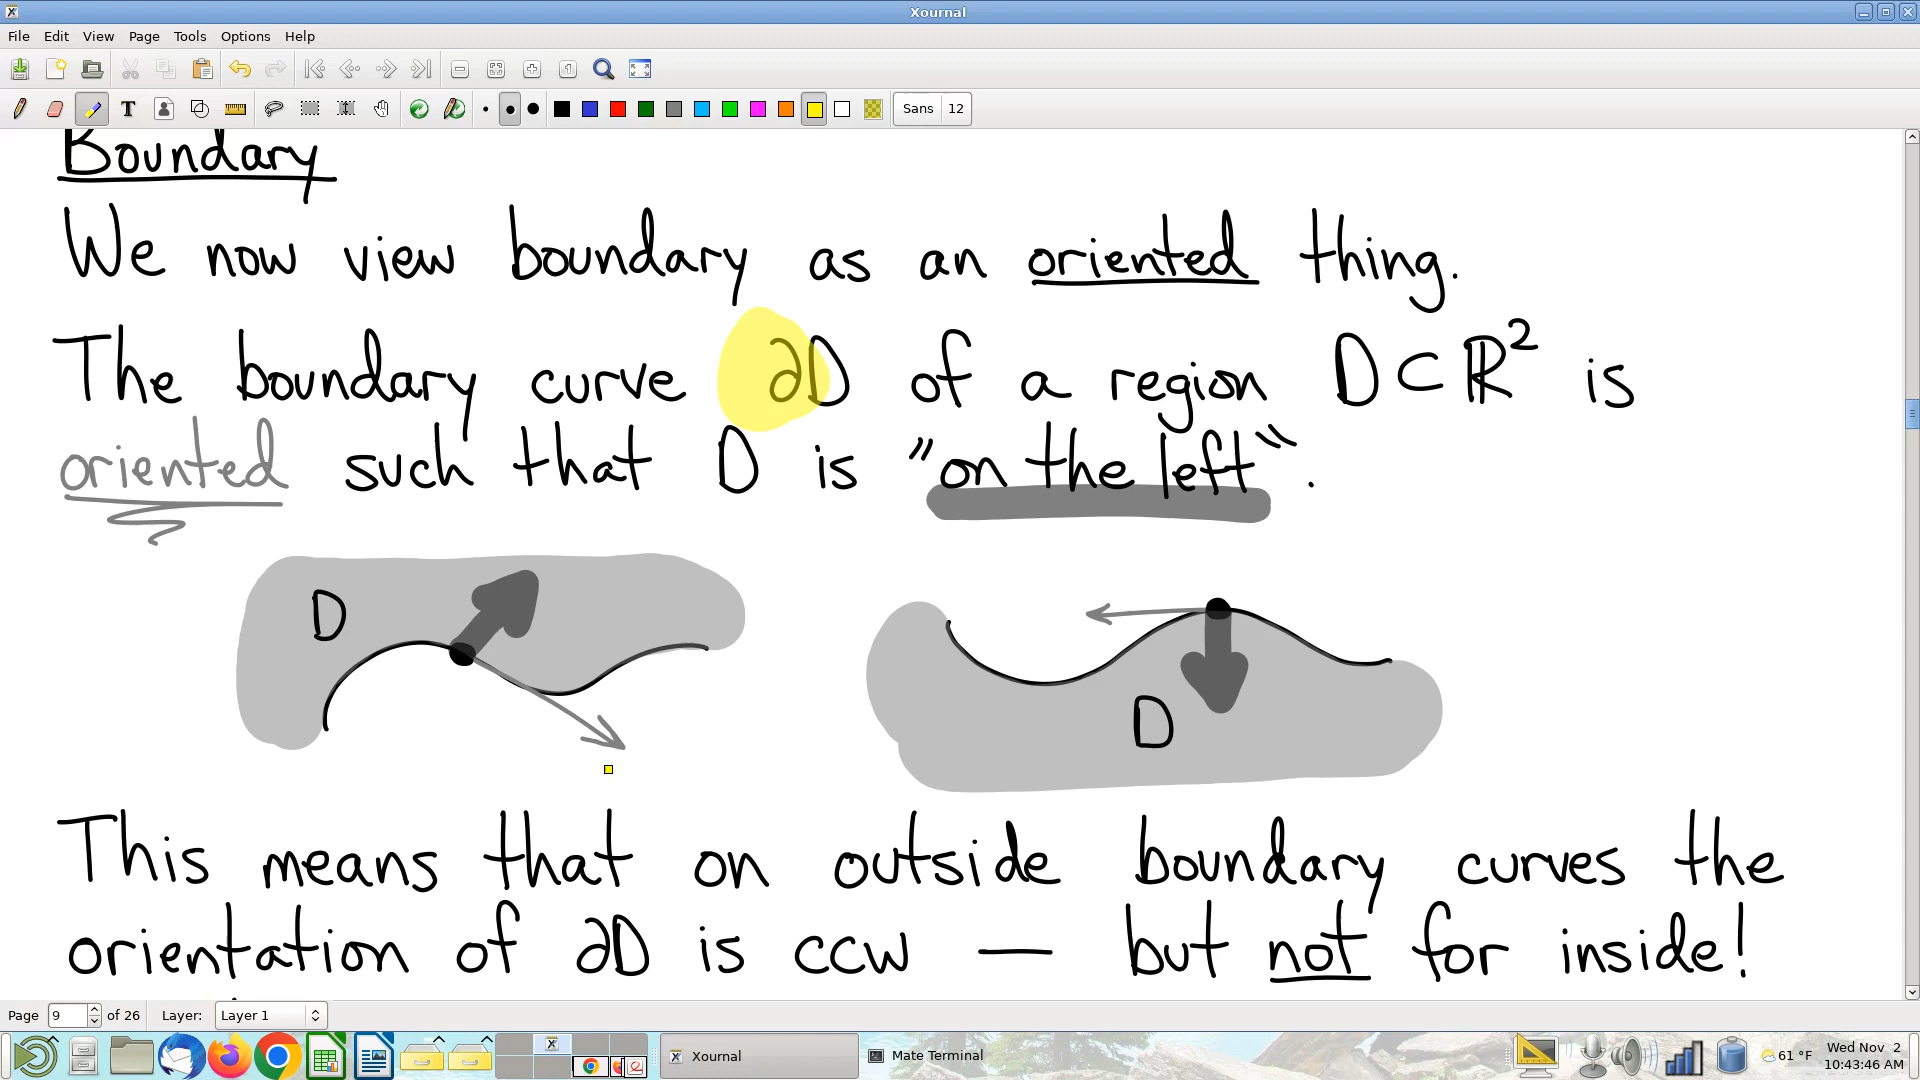 Xournal
File Edit View Page Tools Options Help
Sans 12
Boundary
We now view boundary as an oriented thing.
The boundary curve ∂D of a region D⊂ℝ² is
oriented such that D is "on the left".
D
D
This means that on outside boundary curves the
orientation of ∂D is ccw — but not for inside!
Page 9 of 26 Layer: Layer 1
Xournal Mate Terminal 61 °F Wed Nov 2
10:43:46 AM